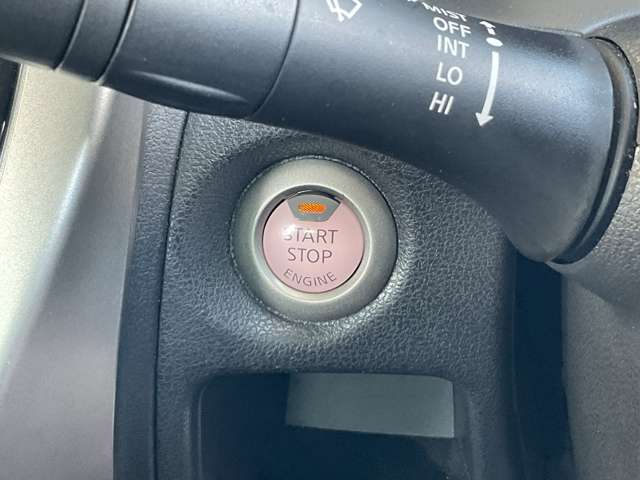 MIST
OFF
INT
LO
HI
START
STOP
ENGINE